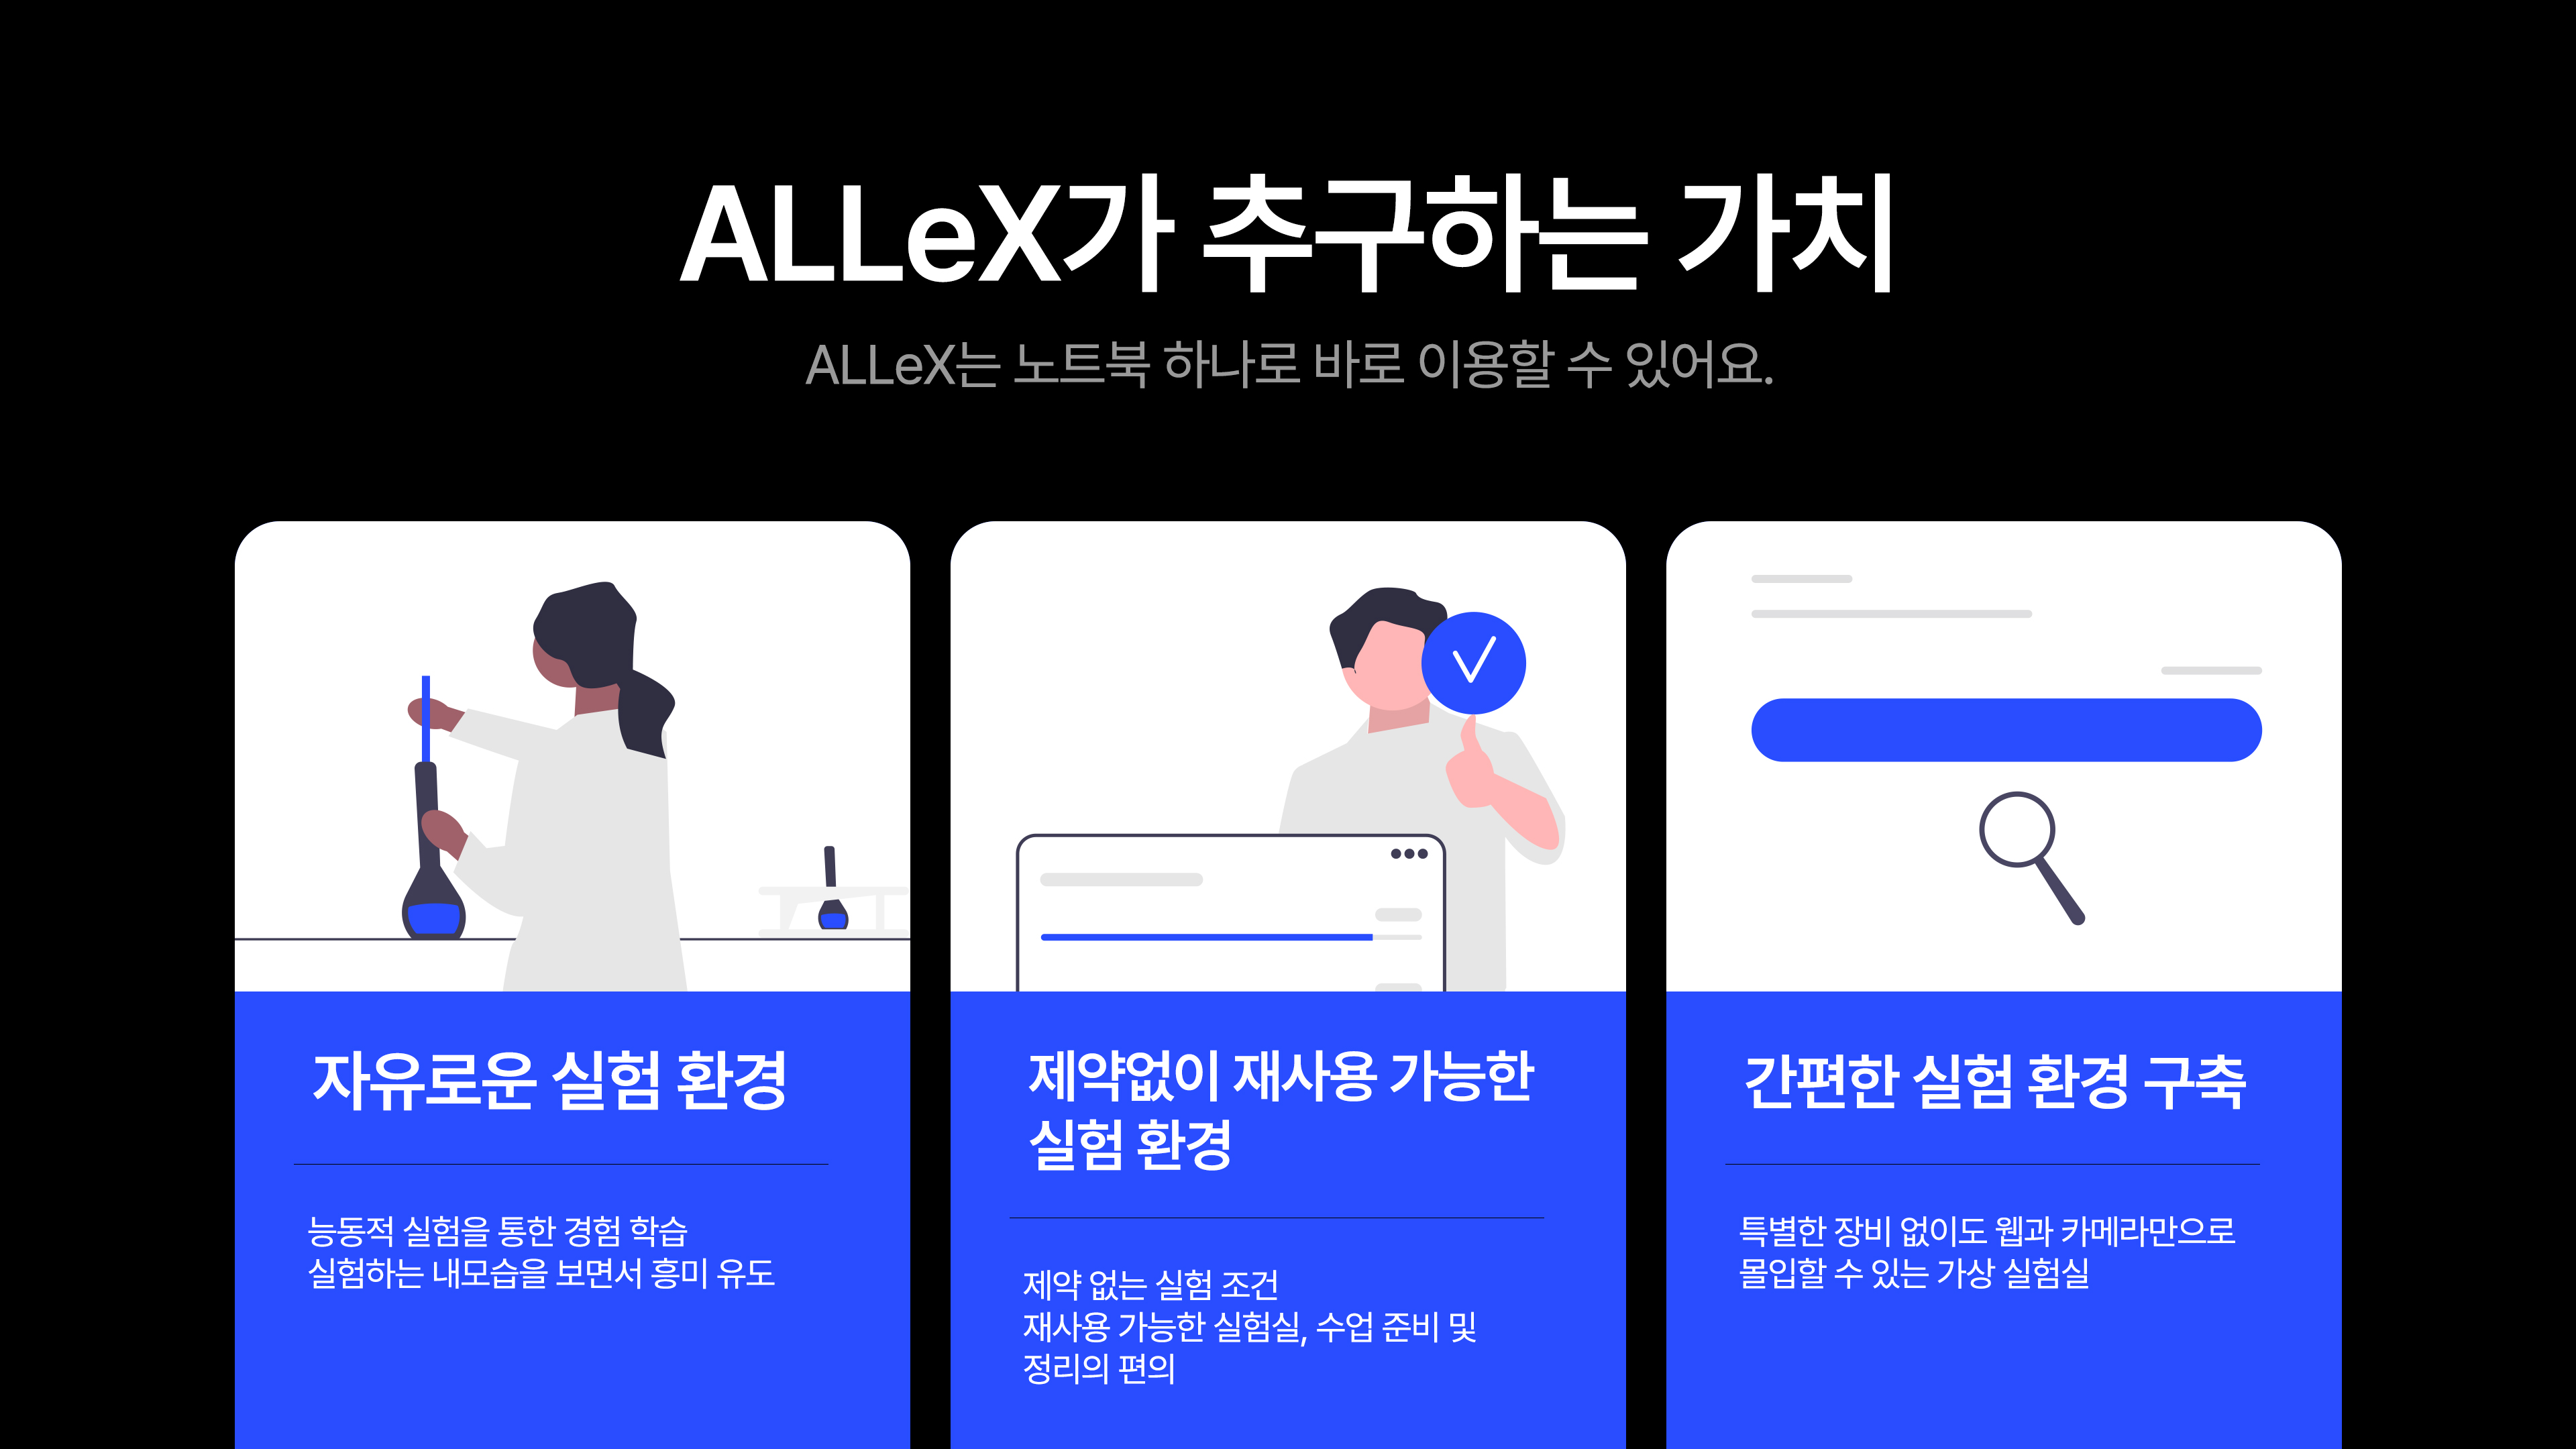 ALLeX가 추구하는 가치
ALLeX는 노트북 하나로 바로 이용할 수 있어요.
자유로운 실험 환경
능동적 실험을 통한 경험 학습
실험하는 내모습을 보면서 흥미 유도
제약없이 재사용 가능한
실험 환경
제약 없는 실험 조건
재사용 가능한 실험실, 수업 준비 및
정리의 편의
간편한 실험 환경 구축
특별한 장비 없이도 웹과 카메라만으로
몰입할 수 있는 가상 실험실